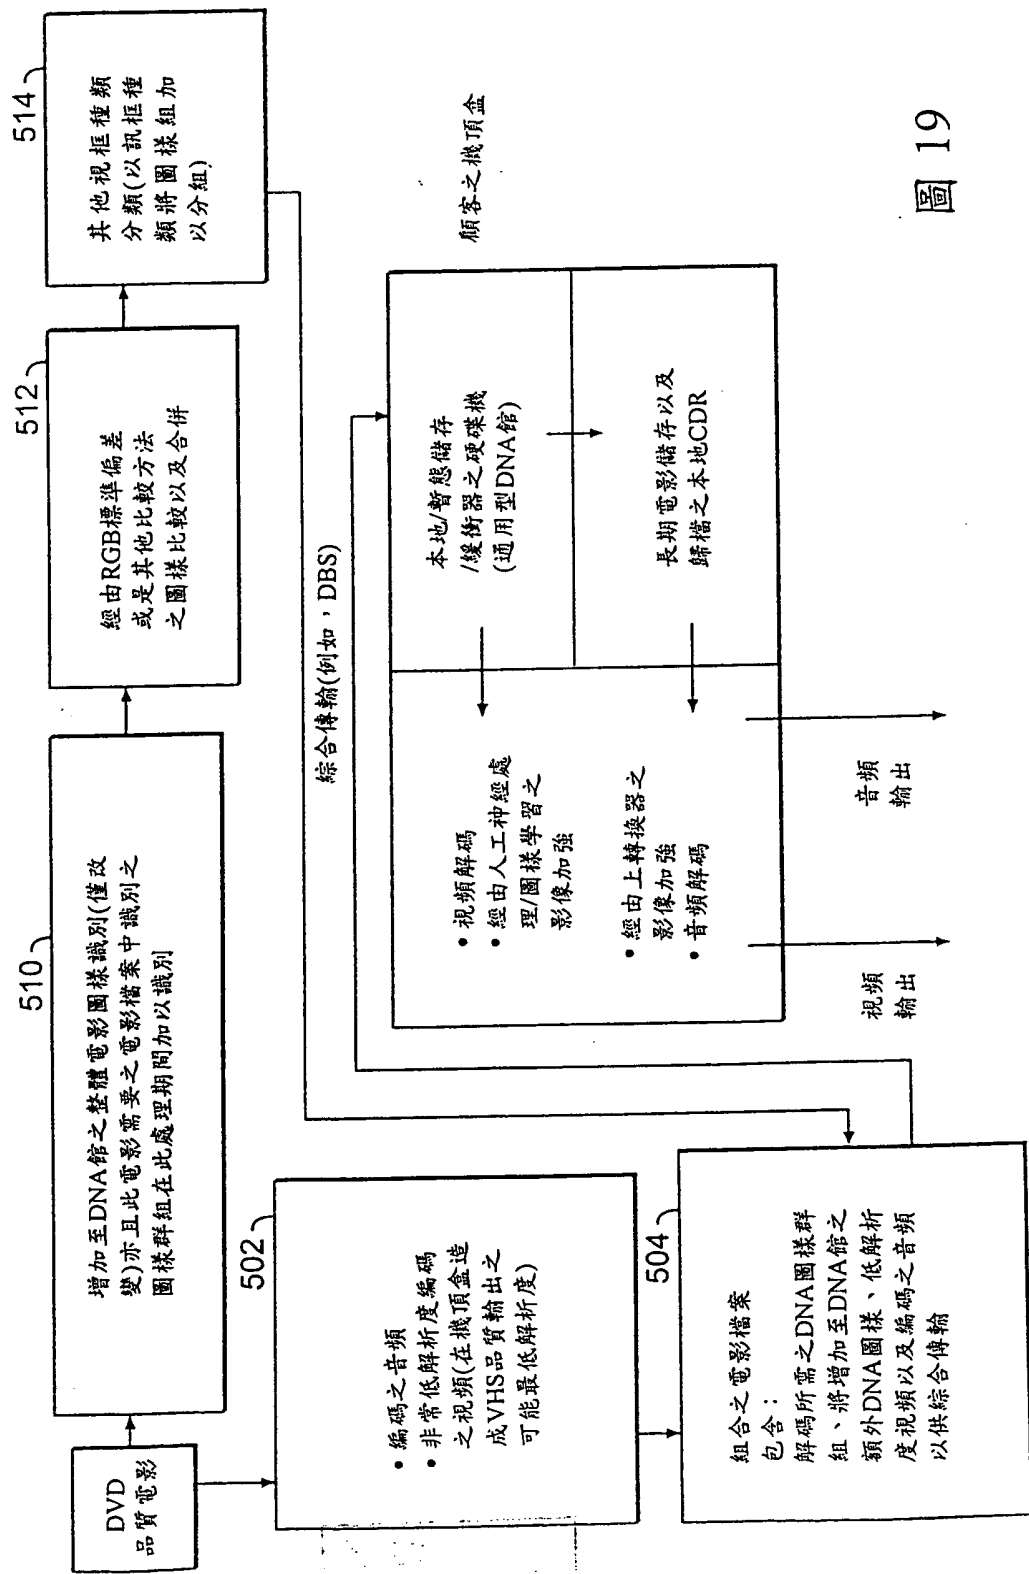 DVD
品質電影
510
增加至DNA館之整體電影圖樣識別(僅改
變)亦且此電影需要之電影檔案中識別之
圖樣群組在此處理期間加以識別
512
經由RGB標準偏差
或是其他比較方法
之圖樣比較以及合併
514
其他視框種類
分類(以訊框種
類將圖樣組加
以分組)
502
• 編碼之音頻
• 非常低解析度編碼
之視頻(在機頂盒造
成VHS品質輸出之
可能最低解析度)
504
組合之電影檔案
包含：
解碼所需之DNA圖樣群
組、將增加至DNA館之
額外DNA圖樣、低解析
度視頻以及編碼之音頻
以供綜合傳輸
綜合傳輸(例如，DBS)
• 視頻解碼
• 經由人工神經處
理/圖樣學習之
影像加強
• 經由上轉換器之
影像加強
• 音頻解碼
本地/暫態儲存
/緩衝器之硬碟機
(通用型DNA館)
長期電影儲存以及
歸檔之本地CDR
顧客之機頂盒
視頻
輸出
音頻
輸出
圖 19